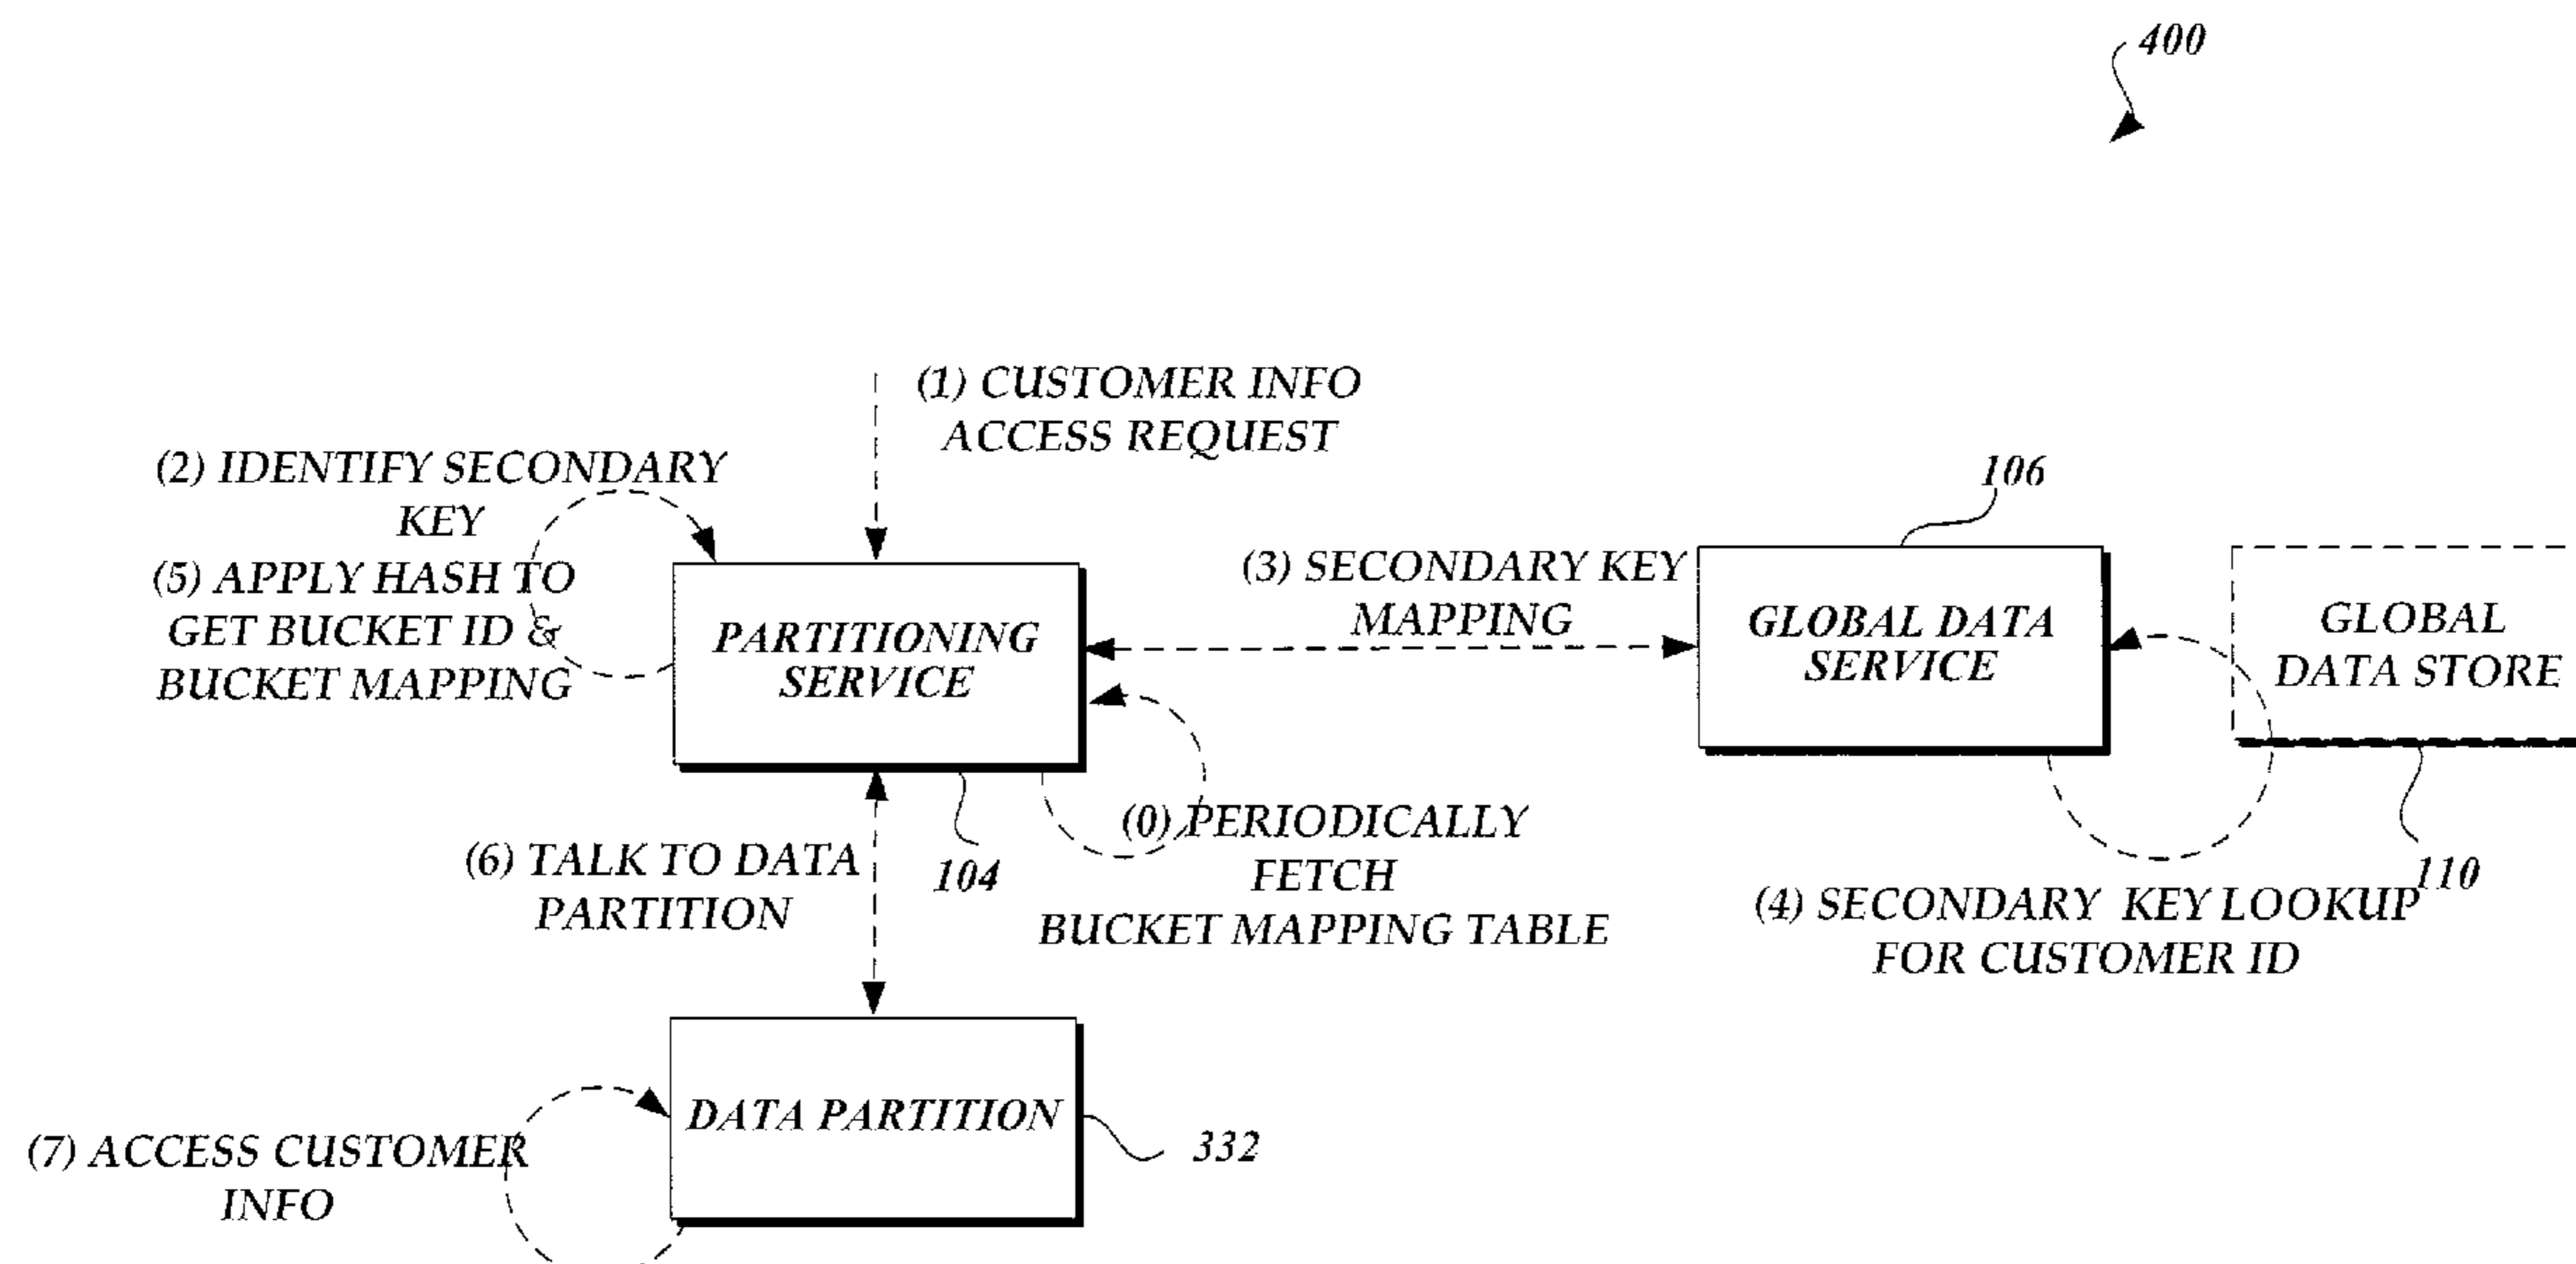 400
(1) CUSTOMER INFO
ACCESS REQUEST
(2) IDENTIFY SECONDARY
KEY
(5) APPLY HASH TO
GET BUCKET ID &
BUCKET MAPPING
PARTITIONING
SERVICE
(3) SECONDARY KEY
MAPPING
106
GLOBAL DATA
SERVICE
GLOBAL
DATA STORE
(6) TALK TO DATA
PARTITION
104
(0) PERIODICALLY
FETCH
BUCKET MAPPING TABLE
110
(4) SECONDARY KEY LOOKUP
FOR CUSTOMER ID
DATA PARTITION
332
(7) ACCESS CUSTOMER
INFO